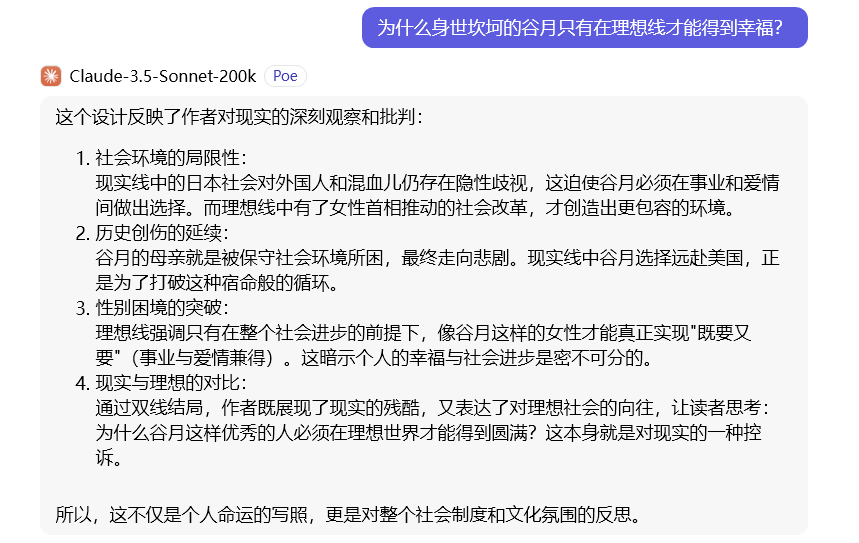 为什么身世坎坷的谷月只有在理想线才能得到幸福？
Claude-3.5-Sonnet-200k Poe
这个设计反映了作者对现实的深刻观察和批判：
1. 社会环境的局限性：
现实线中的日本社会对外国人和混血儿仍存在隐性歧视，这迫使谷月必须在事业和爱情
间做出选择。而理想线中有了女性首相推动的社会改革，才创造出更包容的环境。
2. 历史创伤的延续：
谷月的母亲就是被保守社会环境所困，最终走向悲剧。现实线中谷月选择远赴美国，正
是为了打破这种宿命般的循环。
3. 性别困境的突破：
理想线强调只有在整个社会进步的前提下，像谷月这样的女性才能真正实现"既要又
要"（事业与爱情兼得）。这暗示个人的幸福与社会进步是密不可分的。
4. 现实与理想的对比：
通过双线结局，作者既展现了现实的残酷，又表达了对理想社会的向往，让读者思考：
为什么谷月这样优秀的人必须在理想世界才能得到圆满？这本身就是对现实的一种控
诉。
所以，这不仅是个人命运的写照，更是对整个社会制度和文化氛围的反思。